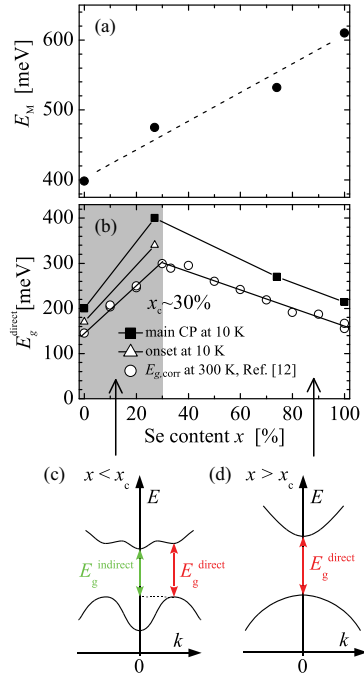 (a)
E_M [meV]
600
500
400
(b)
E_g^direct [meV]
400
300
200
100
0
x_c~30%
main CP at 10 K
onset at 10 K
E_g,corr at 300 K, Ref. [12]
0 20 40 60 80 100
Se content x [%]
(c) x < x_c
E
E_g^indirect
E_g^direct
k
0
(d) x > x_c
E
E_g^direct
k
0